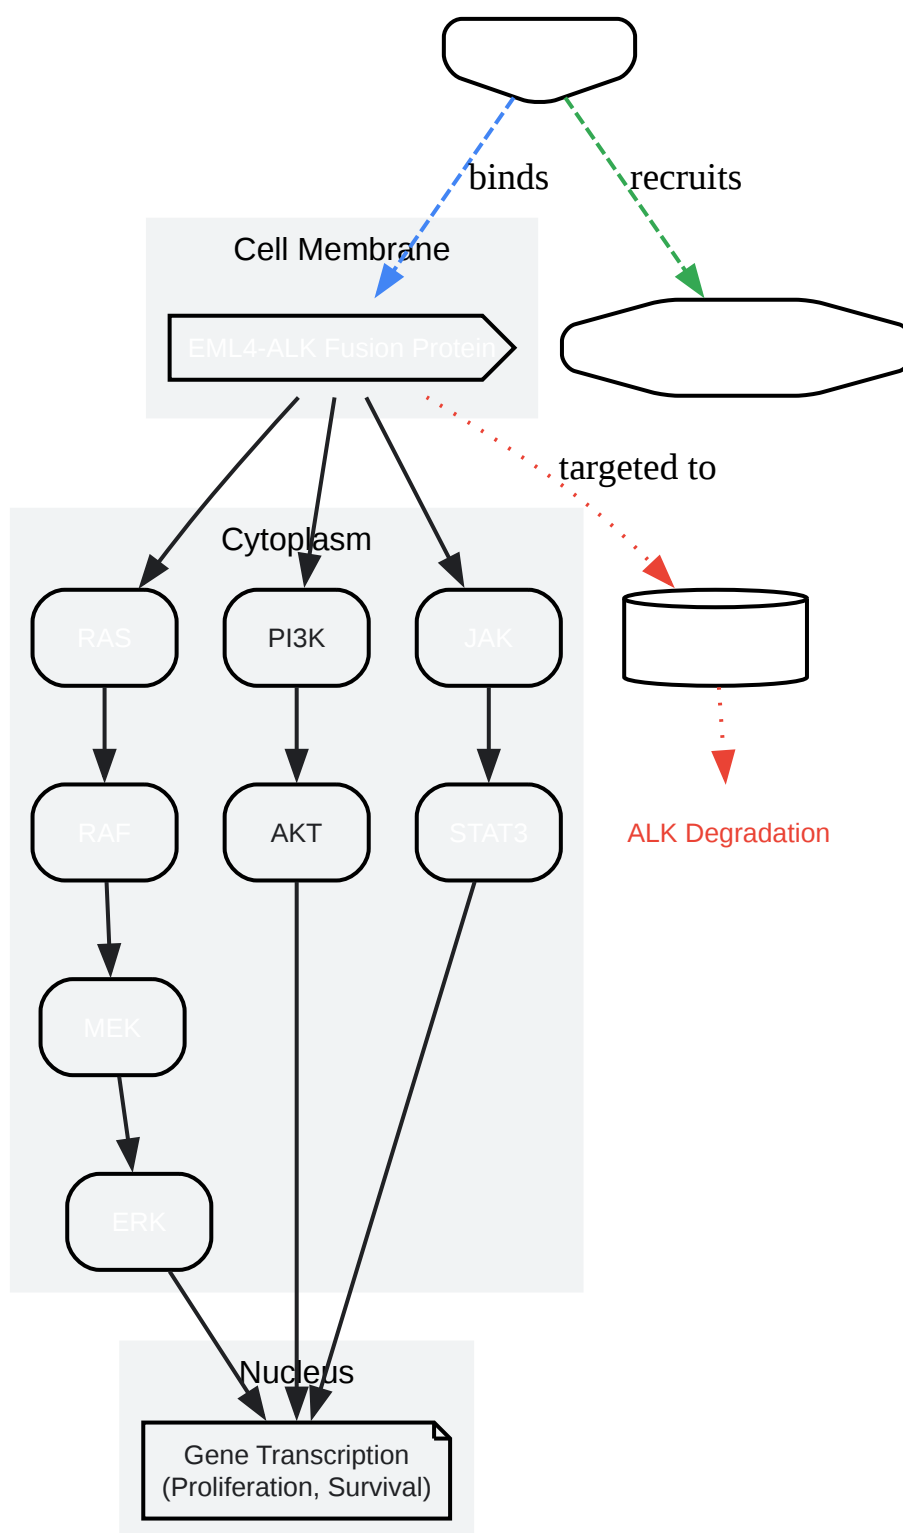 binds
recruits
Cell Membrane
EML4-ALK Fusion Protein
targeted to
Cytoplasm
RAS
PI3K
JAK
RAF
AKT
STAT3
ALK Degradation
MEK
ERK
Nucleus
Gene Transcription
(Proliferation, Survival)